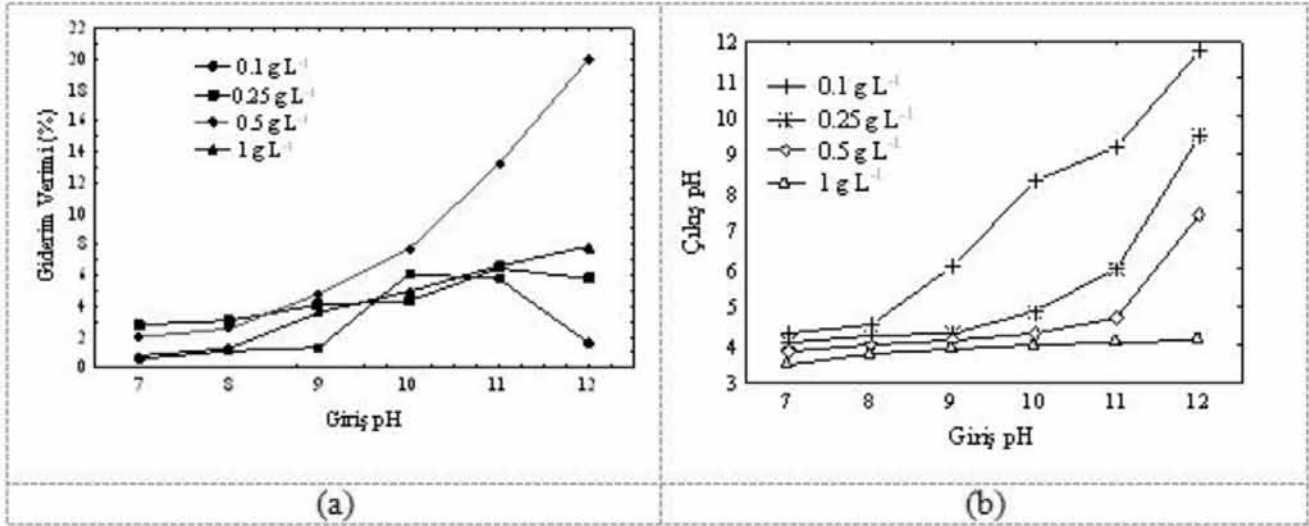 22
20
18
16
14
12
10
8
6
4
2
0
0.1 g L⁻¹
0.25 g L⁻¹
0.5 g L⁻¹
1 g L⁻¹
Giderim Verimi (%)
7 8 9 10 11 12
Giriş pH
(a)
12
11
10
9
8
7
6
5
4
3
0.1 g L⁻¹
0.25 g L⁻¹
0.5 g L⁻¹
1 g L⁻¹
Çıkış pH
7 8 9 10 11 12
Giriş pH
(b)